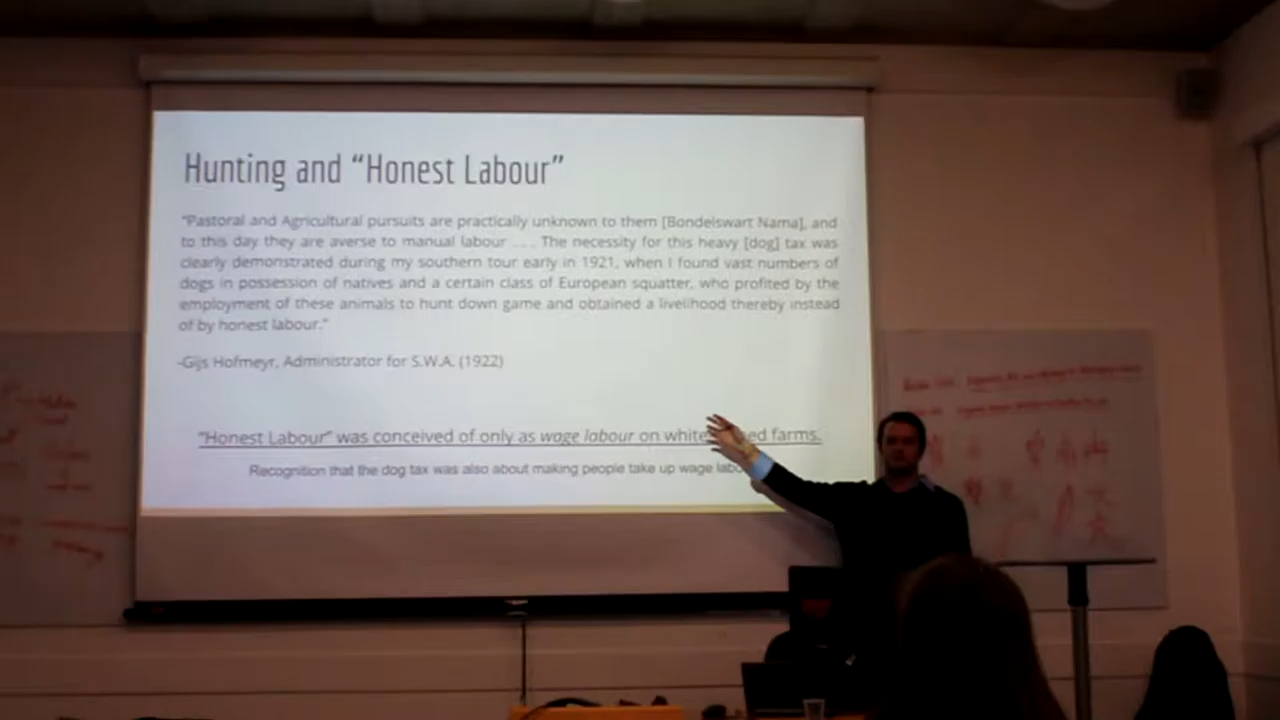 Hunting and “Honest Labour”
“Pastoral and Agricultural pursuits are practically unknown to them [Bondelswart Nama], and
to this day they are averse to manual labour . . . The necessity for this heavy [dog] tax was
clearly demonstrated during my southern tour early in 1921, when I found vast numbers of
dogs in possession of natives and a certain class of European squatter, who profited by the
employment of these animals to hunt down game and obtained a livelihood thereby instead
of by honest labour.”
-Gijs Hofmeyr, Administrator for S.W.A. (1922)
“Honest Labour” was conceived of only as wage labour on white farms.
Recognition that the dog tax was also about making people take up wage